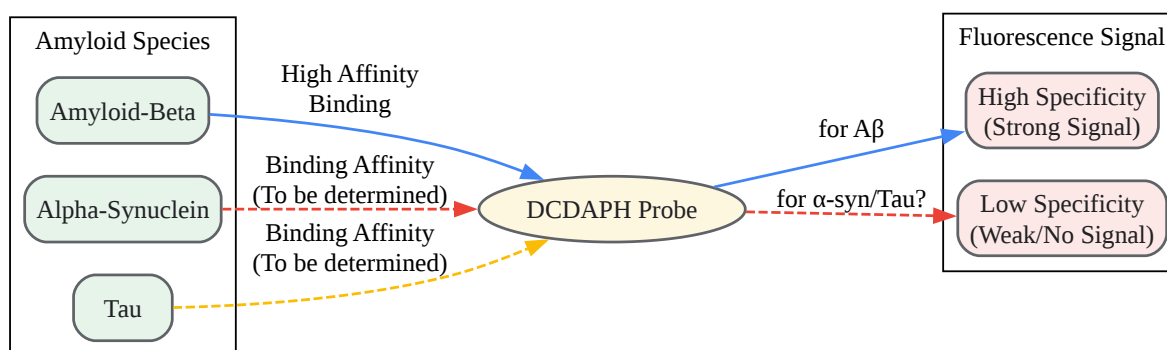 Amyloid Species
Amyloid-Beta
Alpha-Synuclein
Tau
High Affinity
Binding
Binding Affinity
(To be determined)
Binding Affinity
(To be determined)
DCDAPH Probe
for Aβ
for α-syn/Tau?
Fluorescence Signal
High Specificity
(Strong Signal)
Low Specificity
(Weak/No Signal)